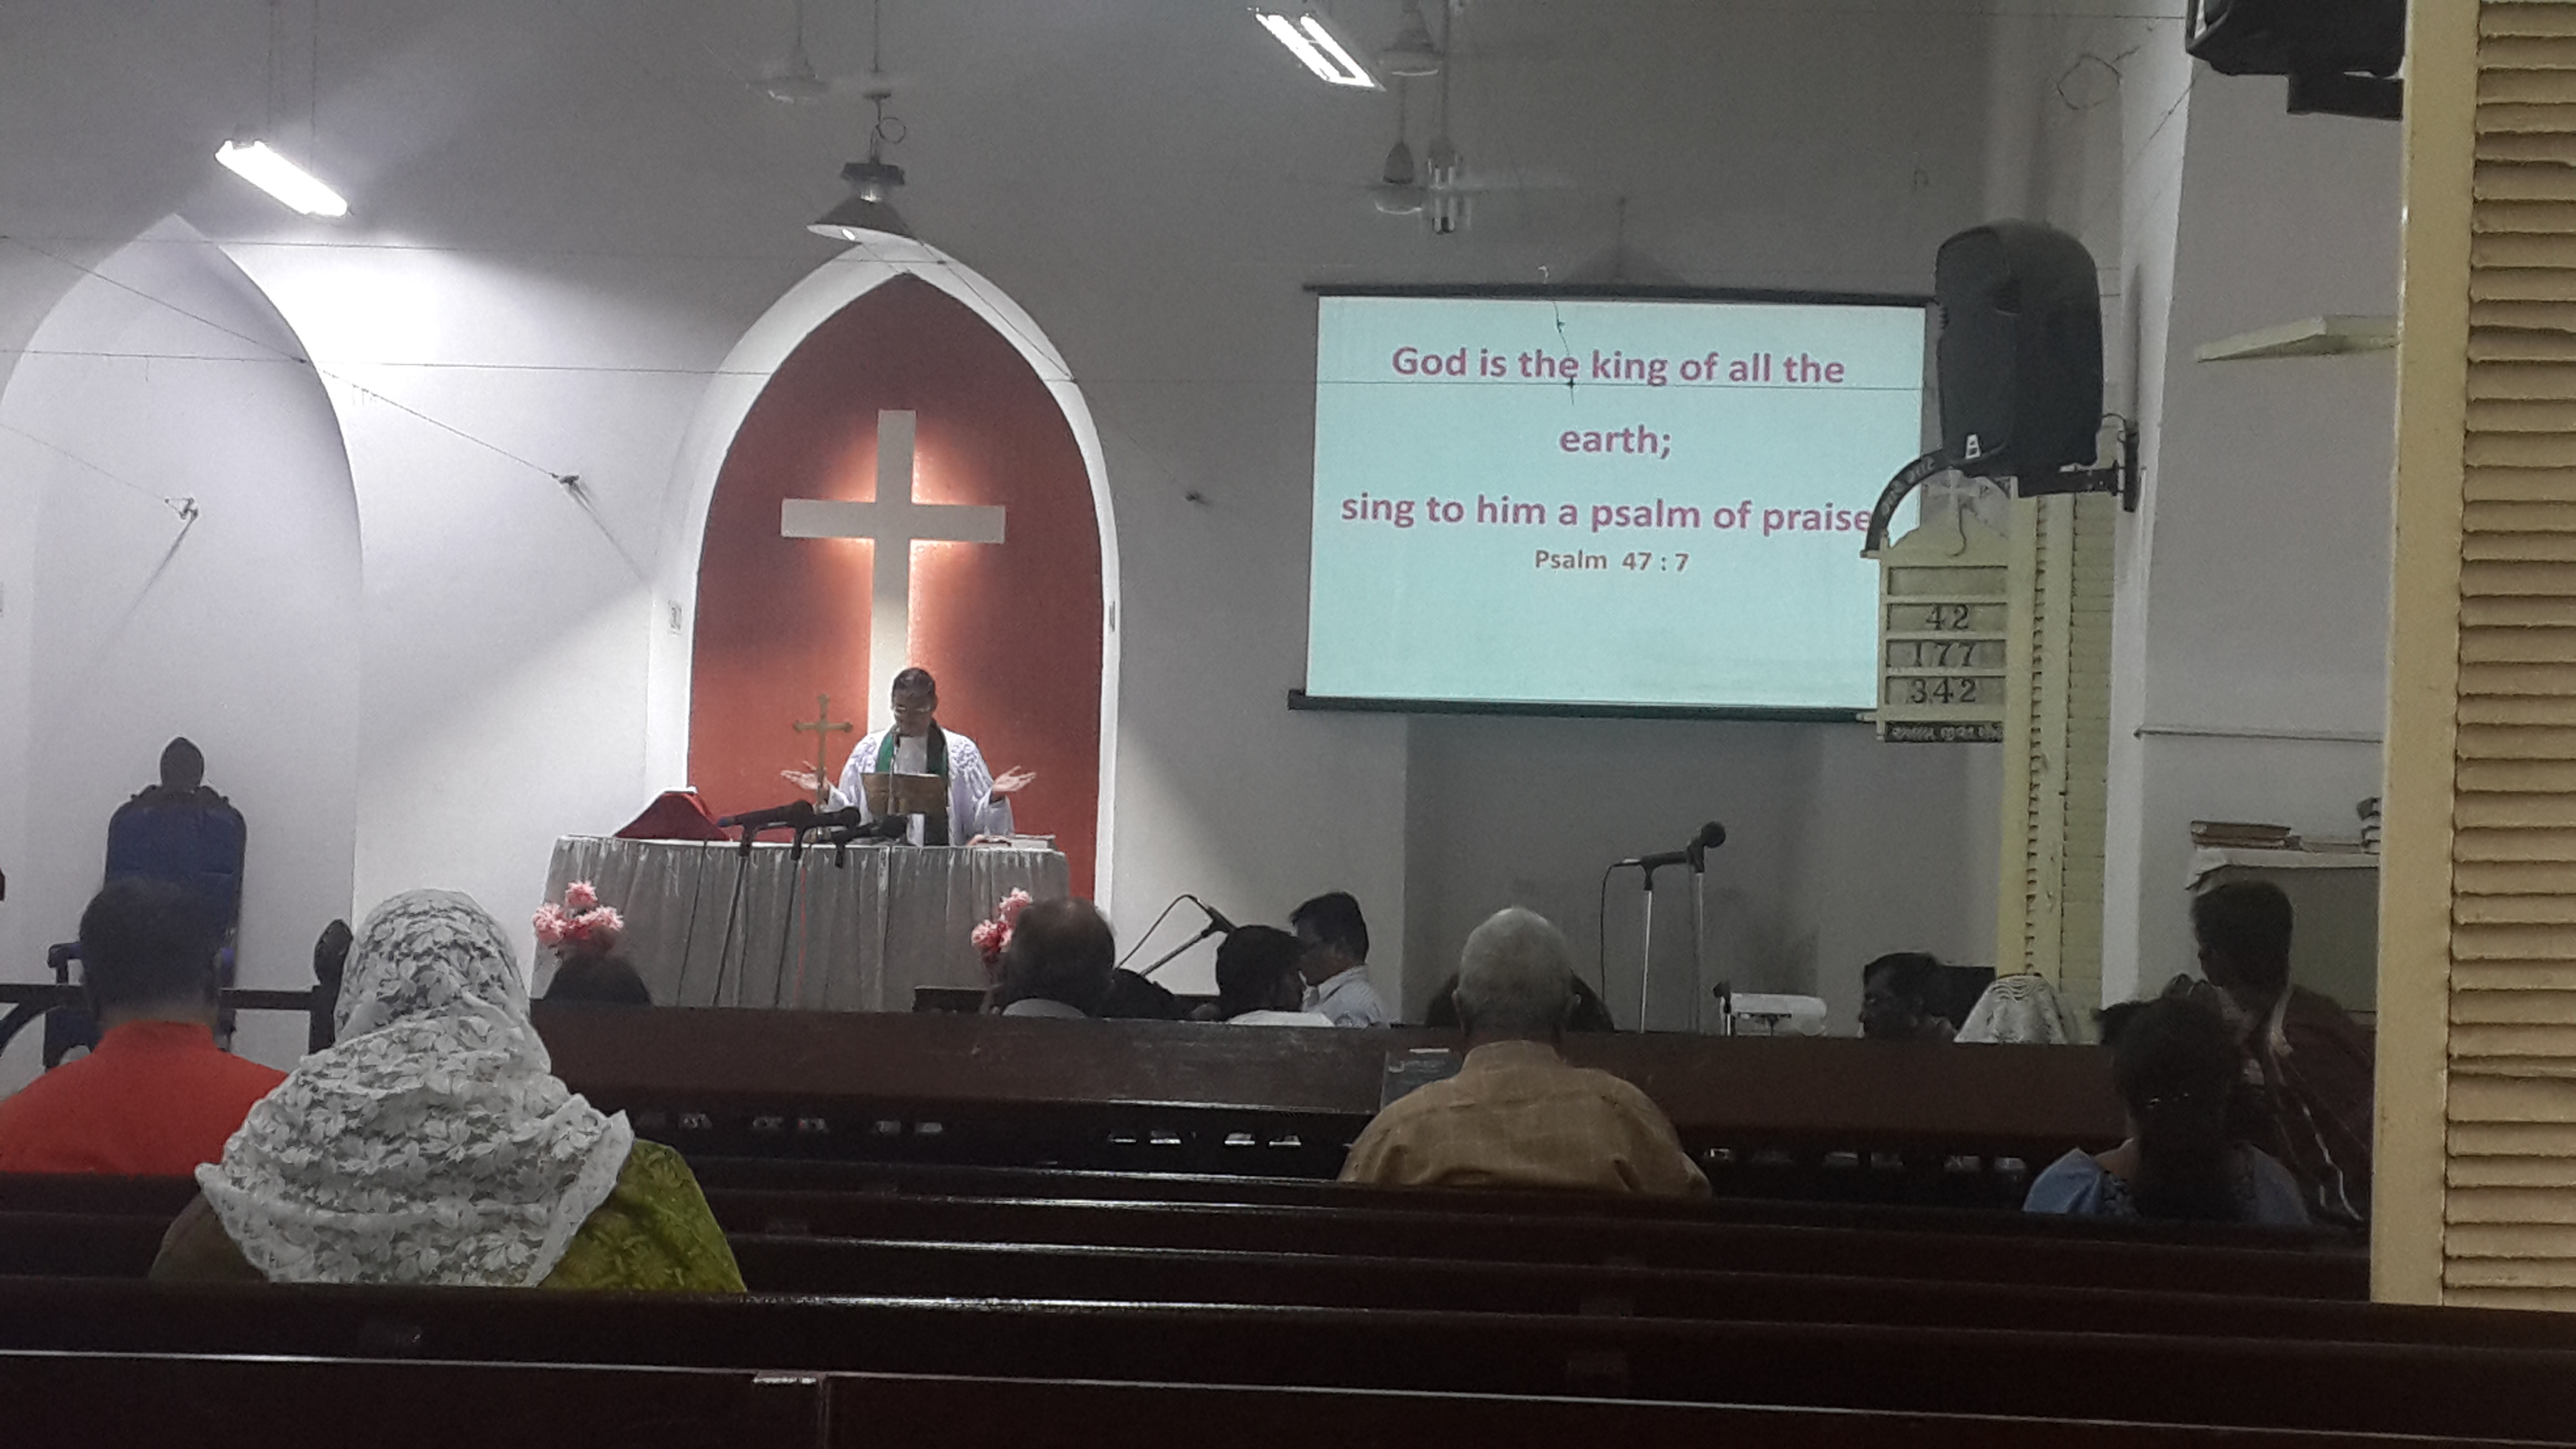 God is the king of all the
earth;
sing to him a psalm of praise
Psalm 47 : 7
42
177
342